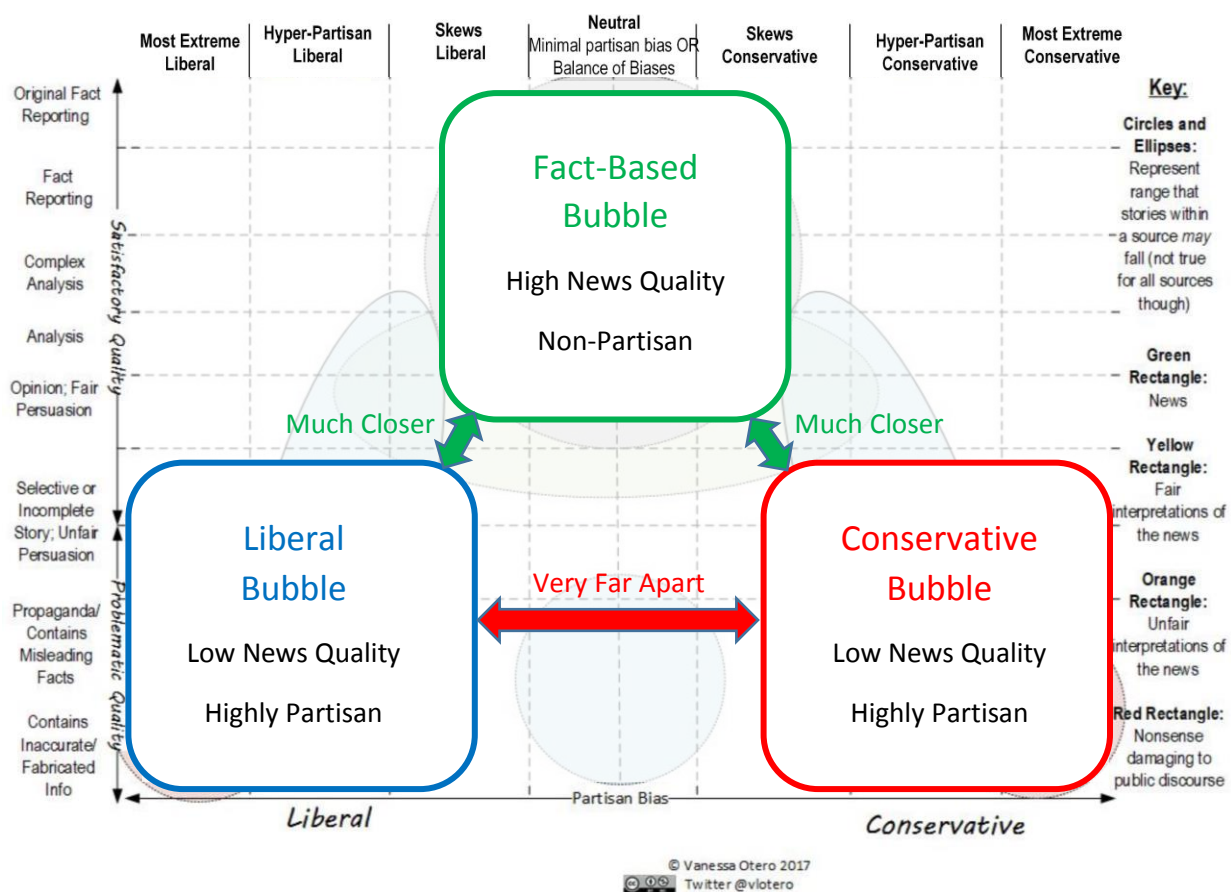 Most Extreme
Liberal
Hyper-Partisan
Liberal
Skews
Liberal
Neutral
Minimal partisan bias OR
Balance of Biases
Skews
Conservative
Hyper-Partisan
Conservative
Most Extreme
Conservative
Original Fact
Reporting
Fact
Reporting
Complex
Analysis
Analysis
Opinion; Fair
Persuasion
Selective or
Incomplete
Story; Unfair
Persuasion
Propaganda/
Contains
Misleading
Facts
Contains
Inaccurate/
Fabricated
Info
Satisfactory Quality
Problematic Quality
Fact-Based
Bubble
High News Quality
Non-Partisan
Much Closer
Much Closer
Liberal
Bubble
Low News Quality
Highly Partisan
Very Far Apart
Conservative
Bubble
Low News Quality
Highly Partisan
Key:
Circles and
Ellipses:
Represent
range that
stories within
a source may
fall (not true
for all sources
though)
Green
Rectangle:
News
Yellow
Rectangle:
Fair
interpretations of
the news
Orange
Rectangle:
Unfair
interpretations of
the news
Red Rectangle:
Nonsense
damaging to
public discourse
Partisan Bias
Liberal
Conservative
© Vanessa Otero 2017
Twitter @vlotero